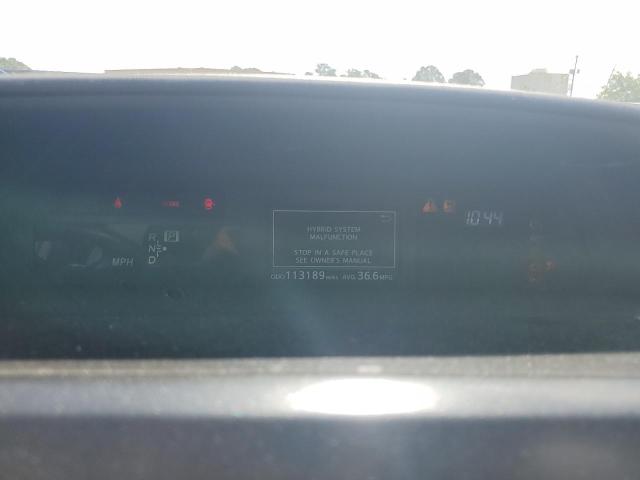 10:44
R P
HYBRID SYSTEM
MALFUNCTION
N
STOP IN A SAFE PLACE
MPH D
SEE OWNER'S MANUAL
ODO 113189 miles AVG. 36.6 MPG